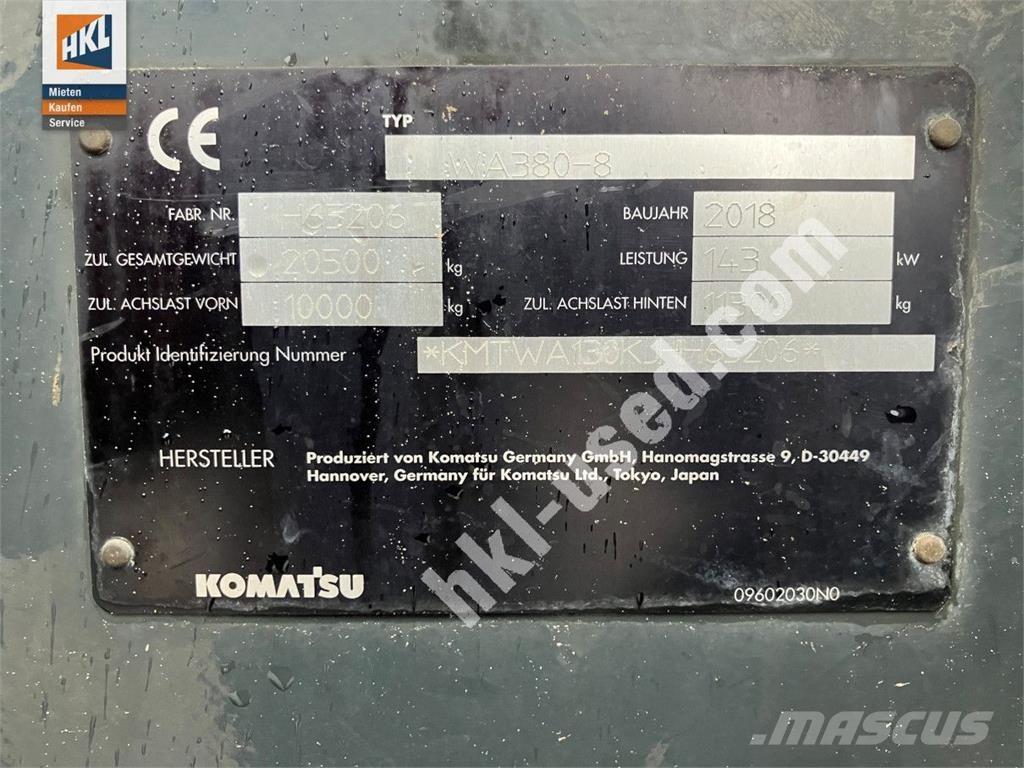 HKL
Mieten
Kaufen
Service
CE
TYP
WA380-8
FABR. NR. H63206
BAUJAHR 2018
ZUL. GESAMTGEWICHT 20500 kg
LEISTUNG 143 kW
ZUL. ACHSLAST VORN 10000 kg
ZUL. ACHSLAST HINTEN kg
Produkt Identifizierung Nummer
HERSTELLER
Produziert von Komatsu Germany GmbH, Hanomagstrasse 9, D-30449
Hannover, Germany für Komatsu Ltd., Tokyo, Japan
KOMATSU
09602030N0
hkl-used.com
MASCUS